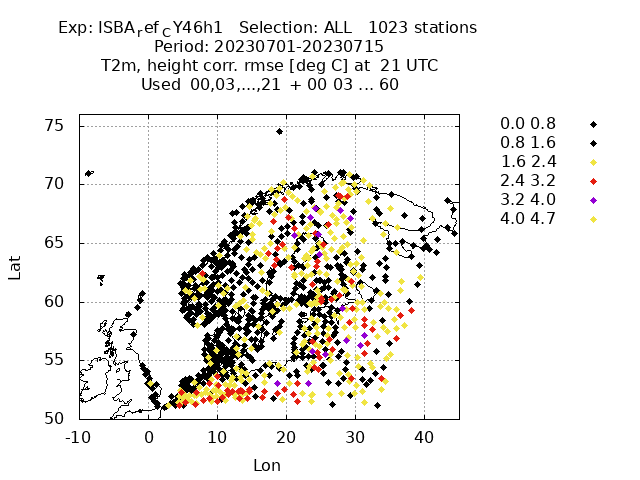 Exp: ISBA_ref_CY46h1   Selection: ALL   1023 stations
Period: 20230701-20230715
T2m, height corr. rmse [deg C] at  21 UTC
Used  00,03,...,21  + 00 03 ... 60
0.0 0.8
0.8 1.6
1.6 2.4
2.4 3.2
3.2 4.0
4.0 4.7
75
70
65
60
55
50
Lat
-10 0 10 20 30 40
Lon